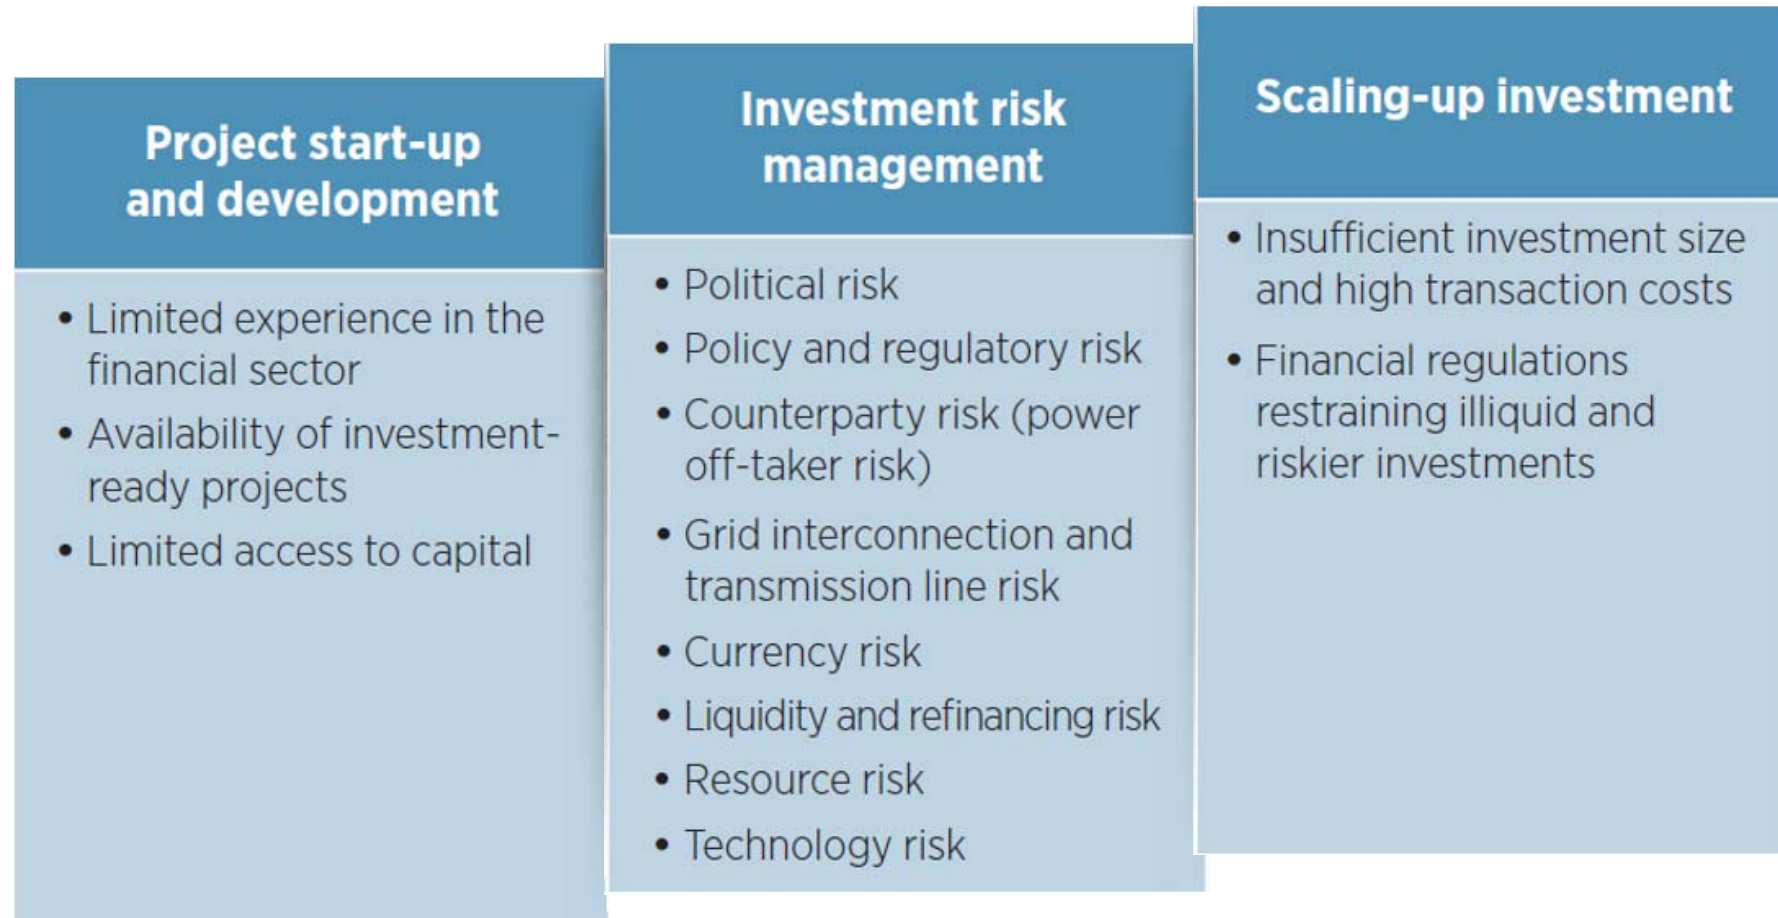 Project start-up
and development
• Limited experience in the
financial sector
• Availability of investment-
ready projects
• Limited access to capital
Investment risk
management
• Political risk
• Policy and regulatory risk
• Counterparty risk (power
off-taker risk)
• Grid interconnection and
transmission line risk
• Currency risk
• Liquidity and refinancing risk
• Resource risk
• Technology risk
Scaling-up investment
• Insufficient investment size
and high transaction costs
• Financial regulations
restraining illiquid and
riskier investments